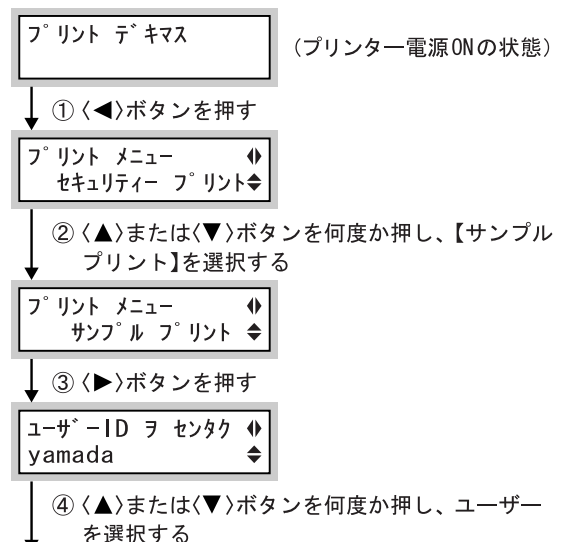 プリント デキマス
（プリンター電源ONの状態）
①〈◀〉ボタンを押す
プリント メニュー
セキュリティー プリント
②〈▲〉または〈▼〉ボタンを何度か押し、【サンプル
プリント】を選択する
プリント メニュー
サンプル プリント
③〈▶〉ボタンを押す
ユーザーID ヲ センタク
yamada
④〈▲〉または〈▼〉ボタンを何度か押し、ユーザー
を選択する